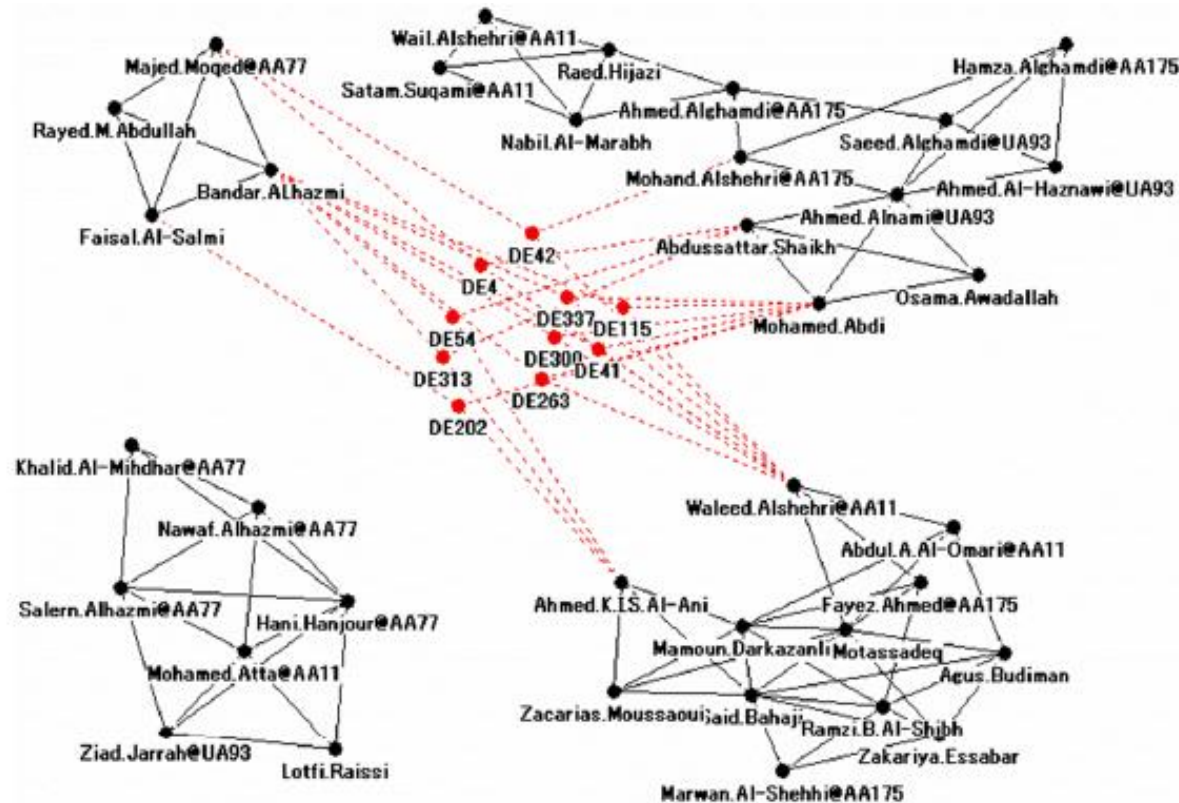 Wail.Alshehri@AA11
Majed.Moqed@AA77
Raed.Hijazi
Hamza.Alghamdi@AA175
Satam.Suqami@AA11
Ahmed.Alghamdi@AA175
Rayed.M.Abdullah
Nabil.Al-Marabh
Saeed.Alghamdi@UA93
Bandar.ALhazmi
Mohand.Alshehri@AA175
Ahmed.Al-Haznawi@UA93
Faisal.Al-Salmi
Ahmed.Alnami@UA93
Abdussattar.Shaikh
DE42
DE4
Osama.Awadallah
DE337
DE115
Mohamed.Abdi
DE54
DE300
DE41
DE313
DE263
DE202
Khalid.Al-Mihdhar@AA77
Waleed.Alshehri@AA11
Nawaf.Alhazmi@AA77
Abdul.A.Al-Omari@AA11
Salem.Alhazmi@AA77
Hani.Hanjour@AA77
Ahmed.K.I.S.Al-Ani
Fayez.Ahmed@AA175
Mamoun.Darkazanli
Motassadeq
Mohamed.Atta@AA11
Agus.Budiman
Zacarias.Moussaoui
Said.Bahaji
Ramzi.B.Al-Shibh
Ziad.Jarrah@UA93
Zakariya.Essabar
Lotfi.Raissi
Marwan.Al-Shehhi@AA175